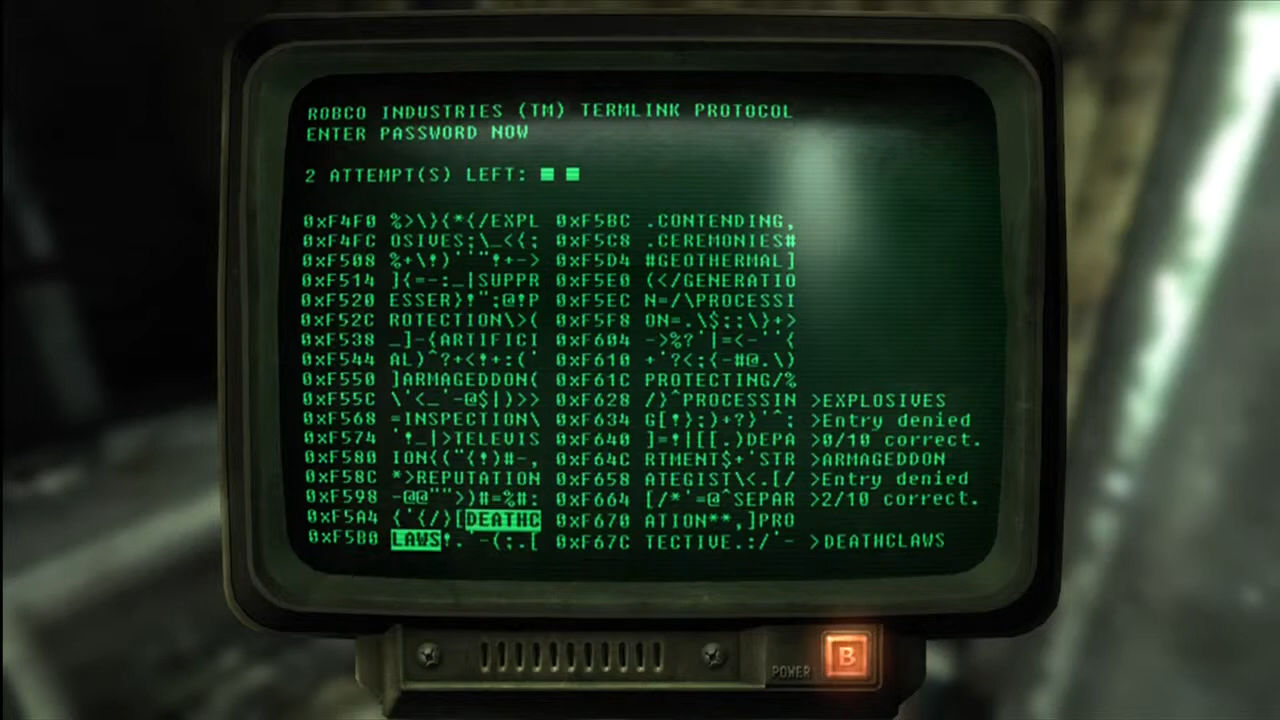 ROBCO INDUSTRIES (TM) TERMLINK PROTOCOL
ENTER PASSWORD NOW
2 ATTEMPT(S) LEFT: ■ ■
0xF4F0 %>\}{*{/EXPL 0xF5BC .CONTENDING,
0xF4FC OSIVES;\_<{; 0xF5C8 .CEREMONIES#
0xF508 %+\!)`˙"!+-> 0xF5D4 #GEOTHERMAL]
0xF514 ]{=-:_|SUPPR 0xF5E0 (</GENERATIO
0xF520 ESSER}!";@!P 0xF5EC N=/\PROCESSI
0xF52C ROTECTION\>( 0xF5F8 ON=.\$;:\}+>
0xF538 _]-{ARTIFICI 0xF604 ->%?'|=<-''{
0xF544 AL)^?+<!+:(' 0xF610 +'?<;{-#@.\)
0xF550 ]ARMAGEDDON( 0xF61C PROTECTING/%
0xF55C \'<_'-@$|)>> 0xF628 /}^PROCESSIN >EXPLOSIVES
0xF568 =INSPECTION\ 0xF634 G[!};)+?}'^; >Entry denied
0xF574 '!_|>TELEVIS 0xF640 ]=!|[[.)DEPA >0/10 correct.
0xF580 ION{("{!)#-, 0xF64C RTMENT$+'STR >ARMAGEDDON
0xF58C *>REPUTATION 0xF658 ATEGIST\<.[/ >Entry denied
0xF598 -@@"">)#=%#: 0xF664 [/*'=@^SEPAR >2/10 correct.
0xF5A4 {'{/}[DEATHC 0xF670 ATION**,]PRO
0xF5B0 LAWS!.'-(;.[ 0xF67C TECTIVE.:/'- >DEATHCLAWS
POWER
B